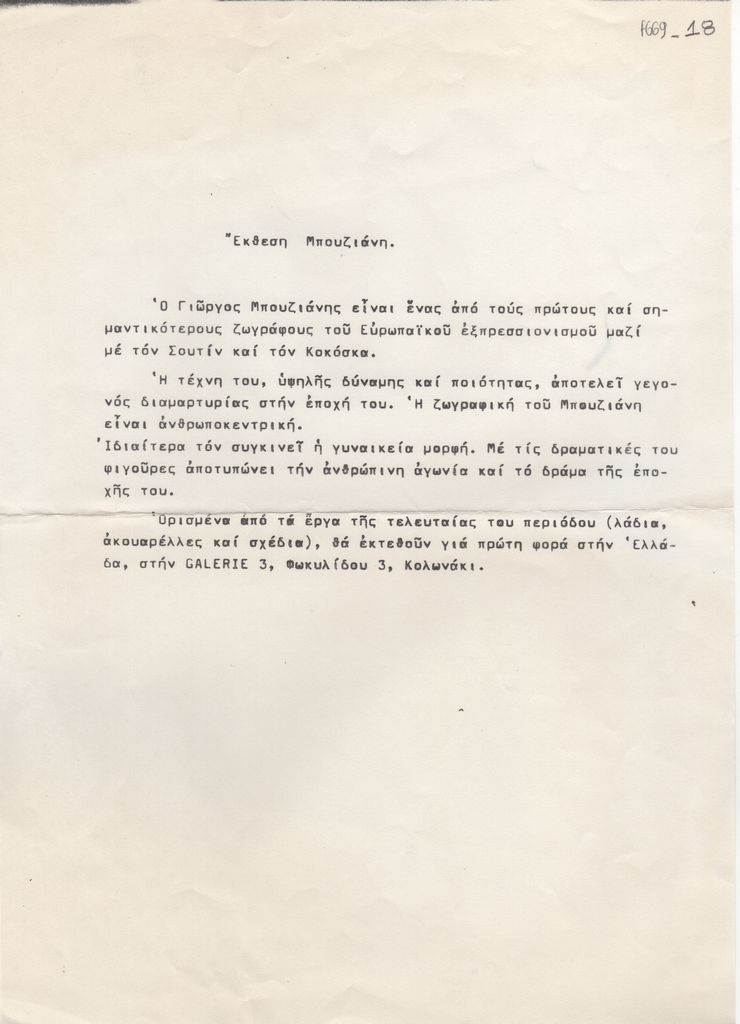 PG69_18
Ἔκθεση Μπουζιάνη.
Ὁ Γιῶργος Μπουζιάνης εἶναι ἕνας ἀπό τούς πρώτους καί ση-
μαντικότερους ζωγράφους τοῦ Εὐρωπαϊκοῦ ἐξπρεσσιονισμοῦ μαζί
μέ τόν Σουτίν καί τόν Κοκόσκα.
Ἡ τέχνη του, ὑψηλῆς δύναμης καί ποιότητας, ἀποτελεῖ γεγο-
νός διαμαρτυρίας στήν ἐποχή του. Ἡ ζωγραφική τοῦ Μπουζιάνη
εἶναι ἀνθρωποκεντρική.
Ἰδιαίτερα τόν συγκινεῖ ἡ γυναικεία μορφή. Μέ τίς δραματικές του
φιγοῦρες ἀποτυπώνει τήν ἀνθρώπινη ἀγωνία καί τό δράμα τῆς ἐπο-
χῆς του.
Ὁρισμένα ἀπό τά ἔργα τῆς τελευταίας του περιόδου (λάδια,
ἀκουαρέλλες καί σχέδια), θά ἐκτεθοῦν γιά πρώτη φορά στήν Ἑλλά-
δα, στήν GALERIE 3, Φωκυλίδου 3, Κολωνάκι.